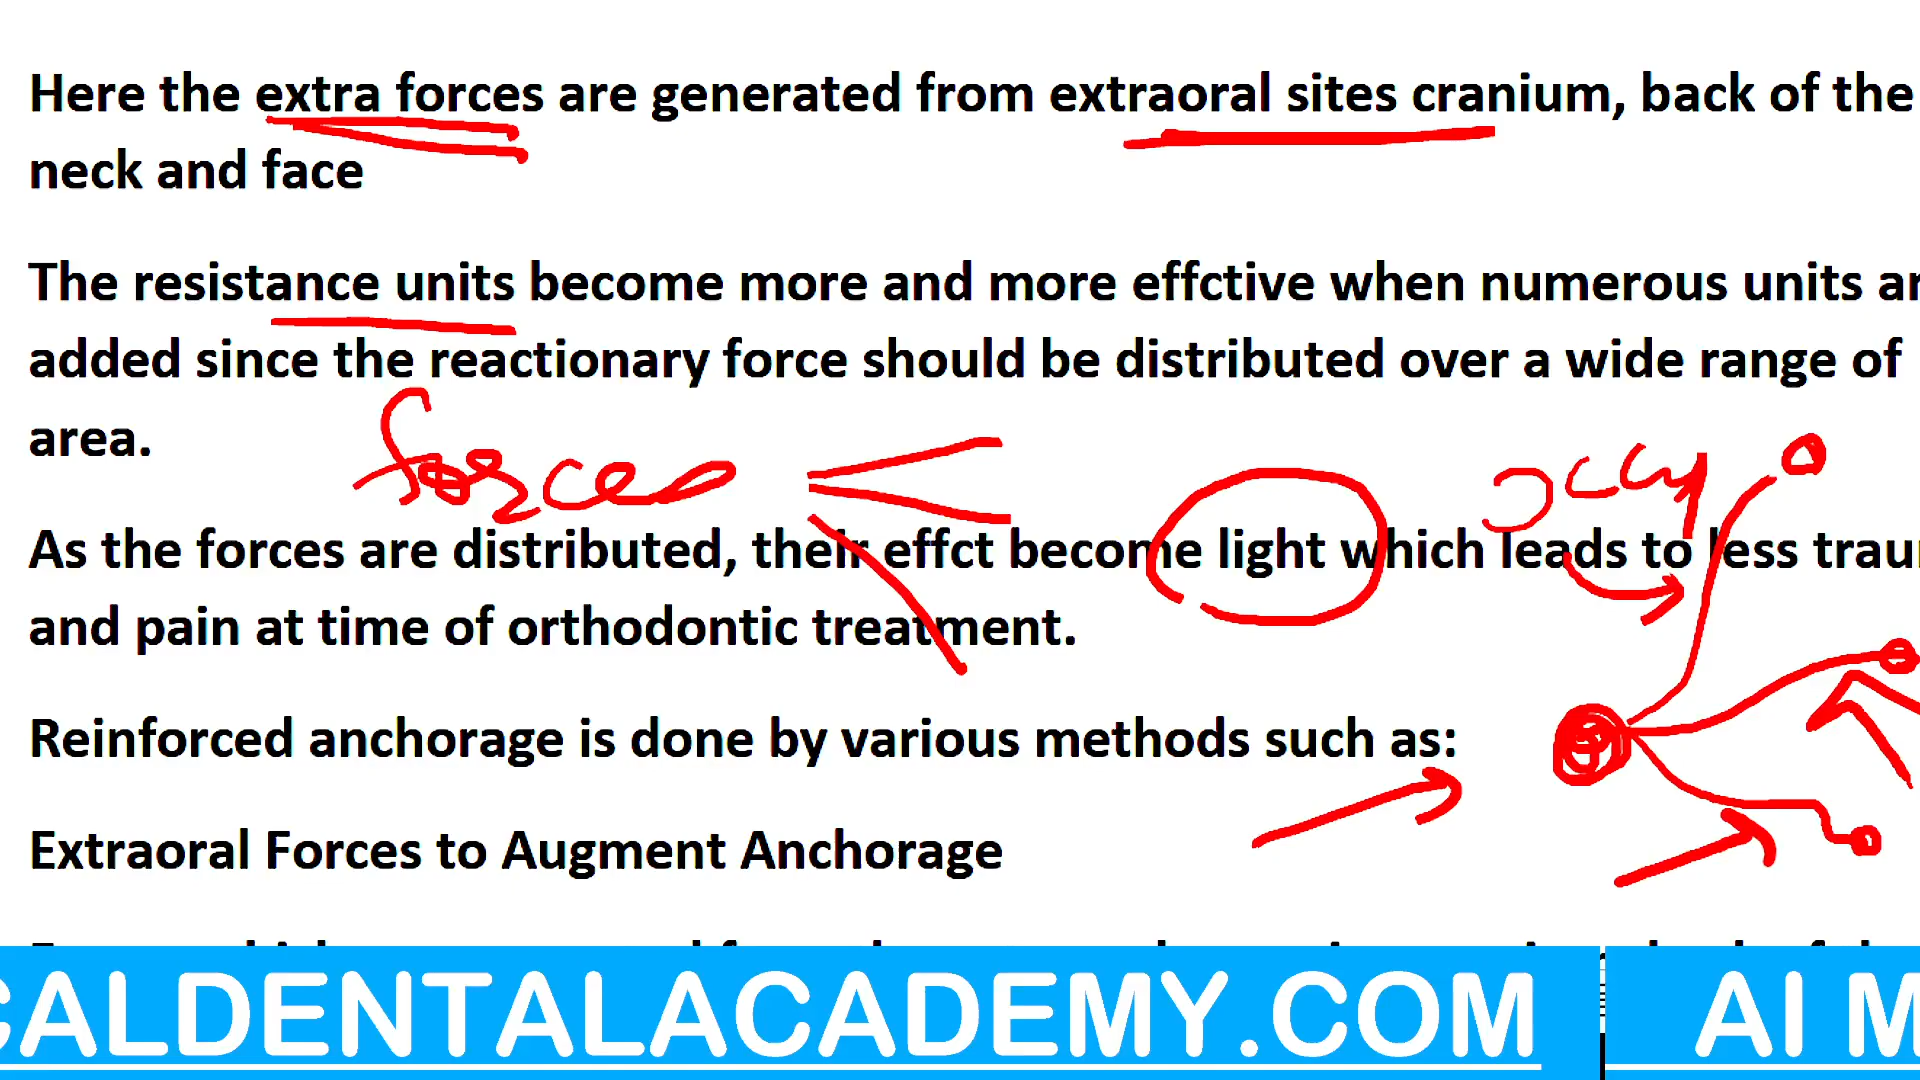 Here the extra forces are generated from extraoral sites cranium, back of the
neck and face
The resistance units become more and more effctive when numerous units ar
added since the reactionary force should be distributed over a wide range of
area.
forces
As the forces are distributed, their effct become light which leads to less trau
and pain at time of orthodontic treatment.
Reinforced anchorage is done by various methods such as:
Extraoral Forces to Augment Anchorage
CALDENTALACADEMY.COM AI M